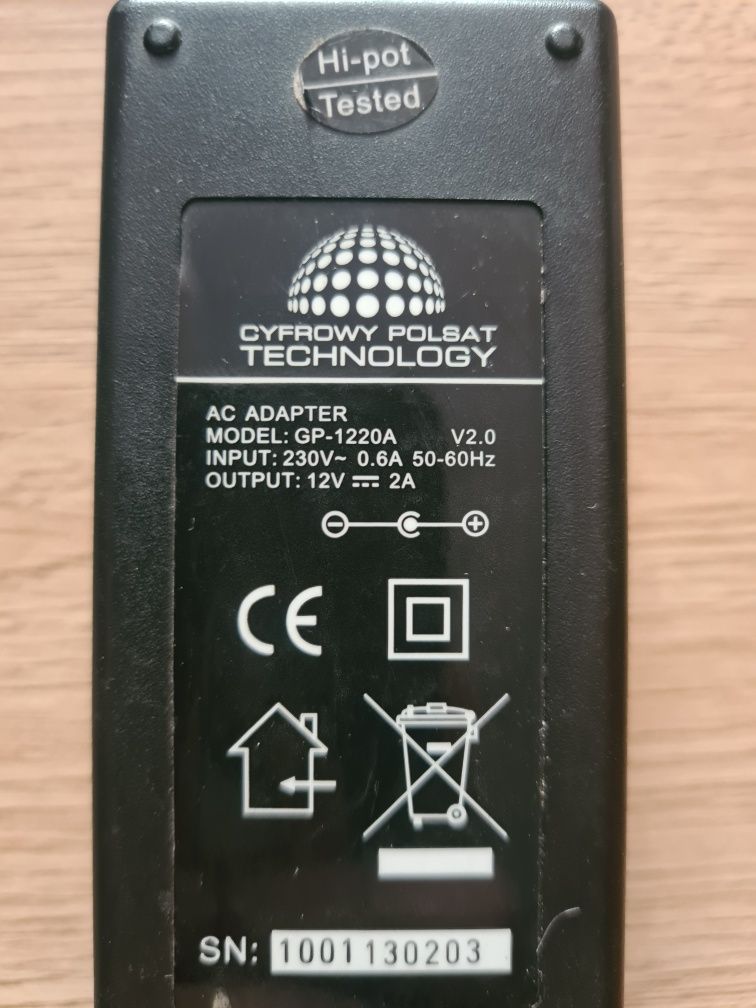 Hi-pot
Tested
CYFROWY POLSAT
TECHNOLOGY
AC ADAPTER
MODEL: GP-1220A V2.0
INPUT: 230V~ 0.6A 50-60Hz
OUTPUT: 12V ⎓ 2A
CE
SN: 1001130203